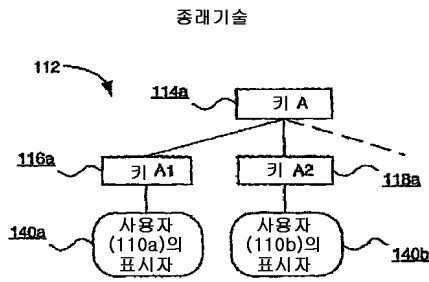 종래기술
112
114a
키 A
116a
키 A1
키 A2
118a
140a
사용자
(110a)의
표시자
사용자
(110b)의
표시자
140b